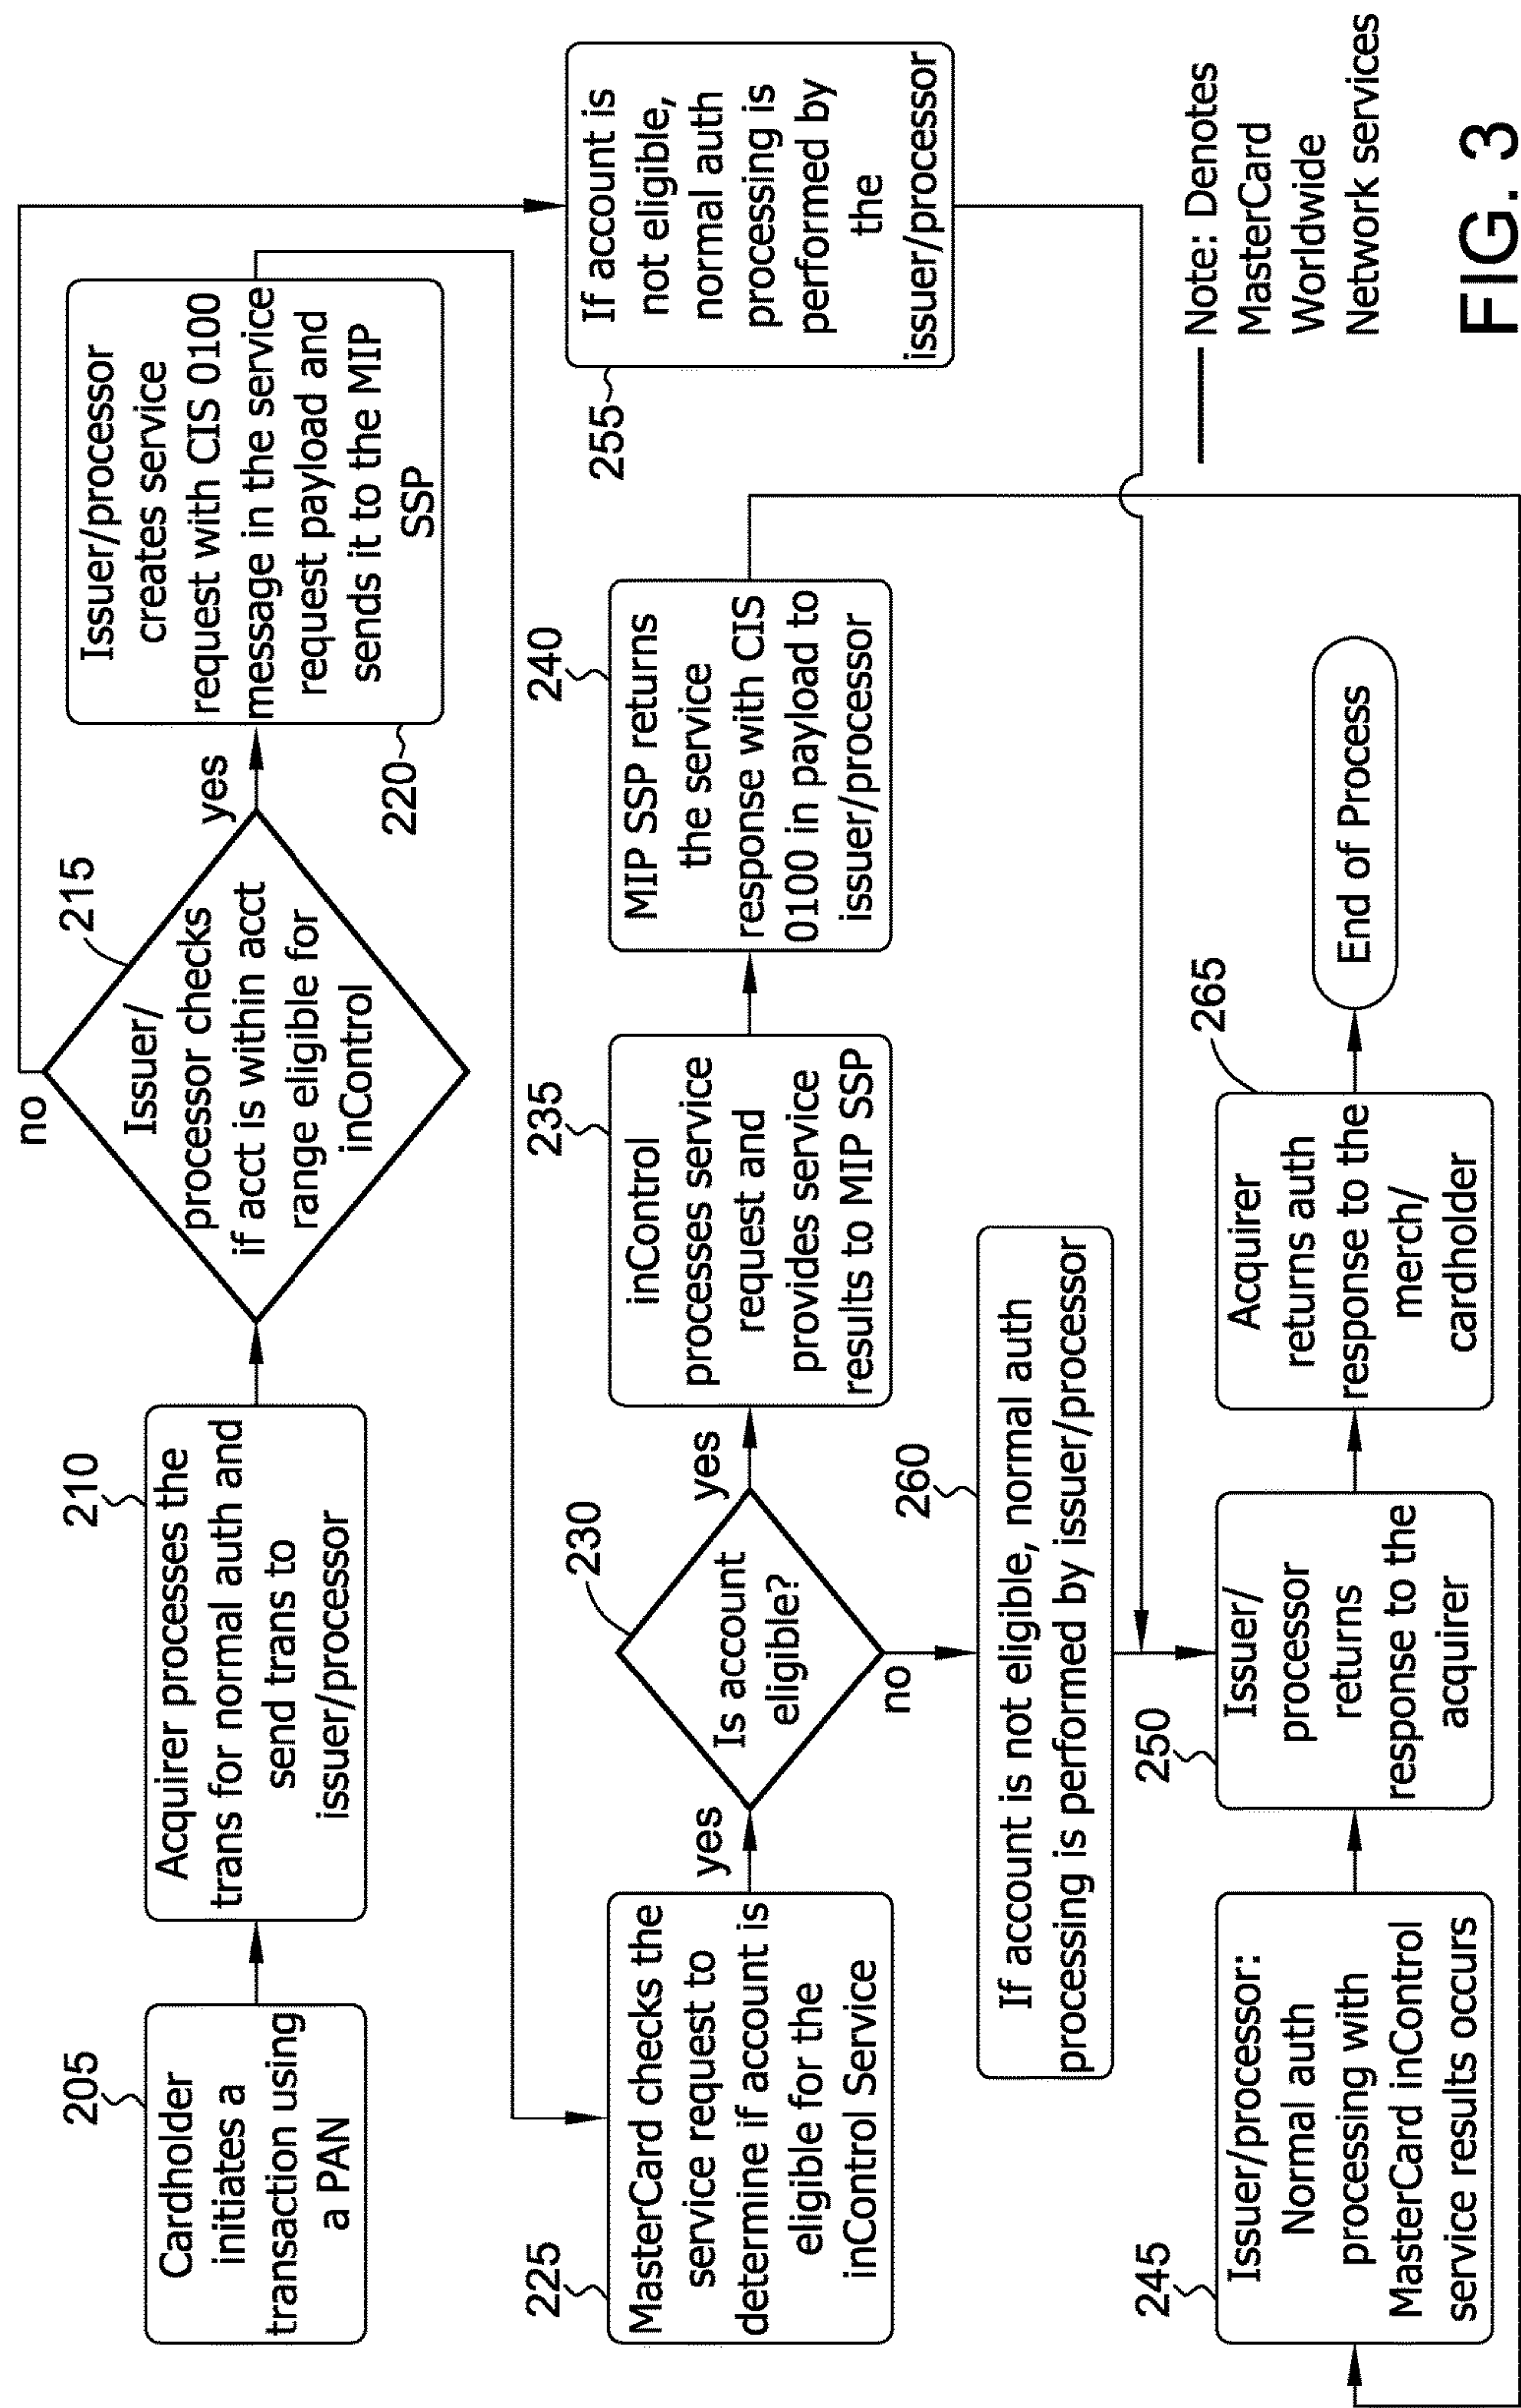 205
Cardholder
initiates a
transaction using
a PAN
210
Acquirer processes the
trans for normal auth and
send trans to
issuer/processor
215
Issuer/
processor checks
if acct is within acct
range eligible for
inControl
no
yes
220
Issuer/processor
creates service
request with CIS 0100
message in the service
request payload and
sends it to the MIP
SSP
225
MasterCard checks the
service request to
determine if account is
eligible for the
inControl Service
yes
230
Is account
eligible?
yes
no
235
inControl
processes service
request and
provides service
results to MIP SSP
240
MIP SSP returns
the service
response with CIS
0100 in payload to
issuer/processor
255
If account is
not eligible,
normal auth
processing is
performed by
the
issuer/processor
260
If account is not eligible, normal auth
processing is performed by issuer/processor
245
Issuer/processor:
Normal auth
processing with
MasterCard inControl
service results occurs
250
Issuer/
processor
returns
response to the
acquirer
265
Acquirer
returns auth
response to the
merch/
cardholder
End of Process
Note: Denotes
MasterCard
Worldwide
Network services
FIG. 3